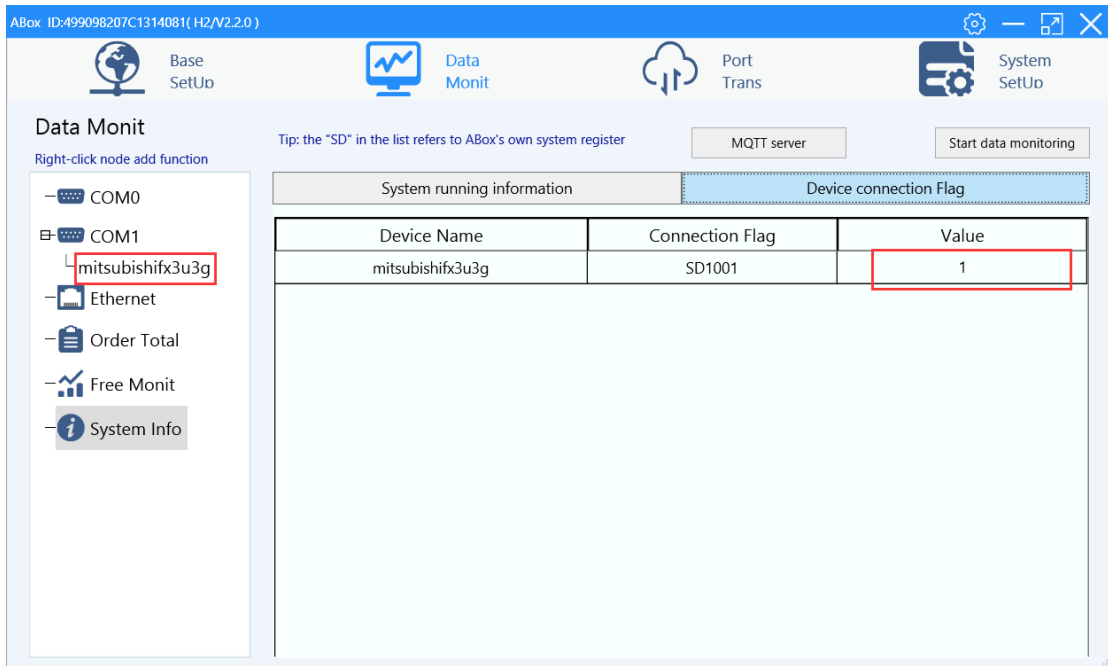 ABox ID:499098207C1314081( H2/V2.2.0 )
Base
SetUp
Data
Monit
Port
Trans
System
SetUp
Data Monit
Right-click node add function
Tip: the "SD" in the list refers to ABox's own system register
MQTT server
Start data monitoring
COM0
COM1
mitsubishifx3u3g
Ethernet
Order Total
Free Monit
System Info
System running information
Device connection Flag
Device Name
Connection Flag
Value
mitsubishifx3u3g
SD1001
1